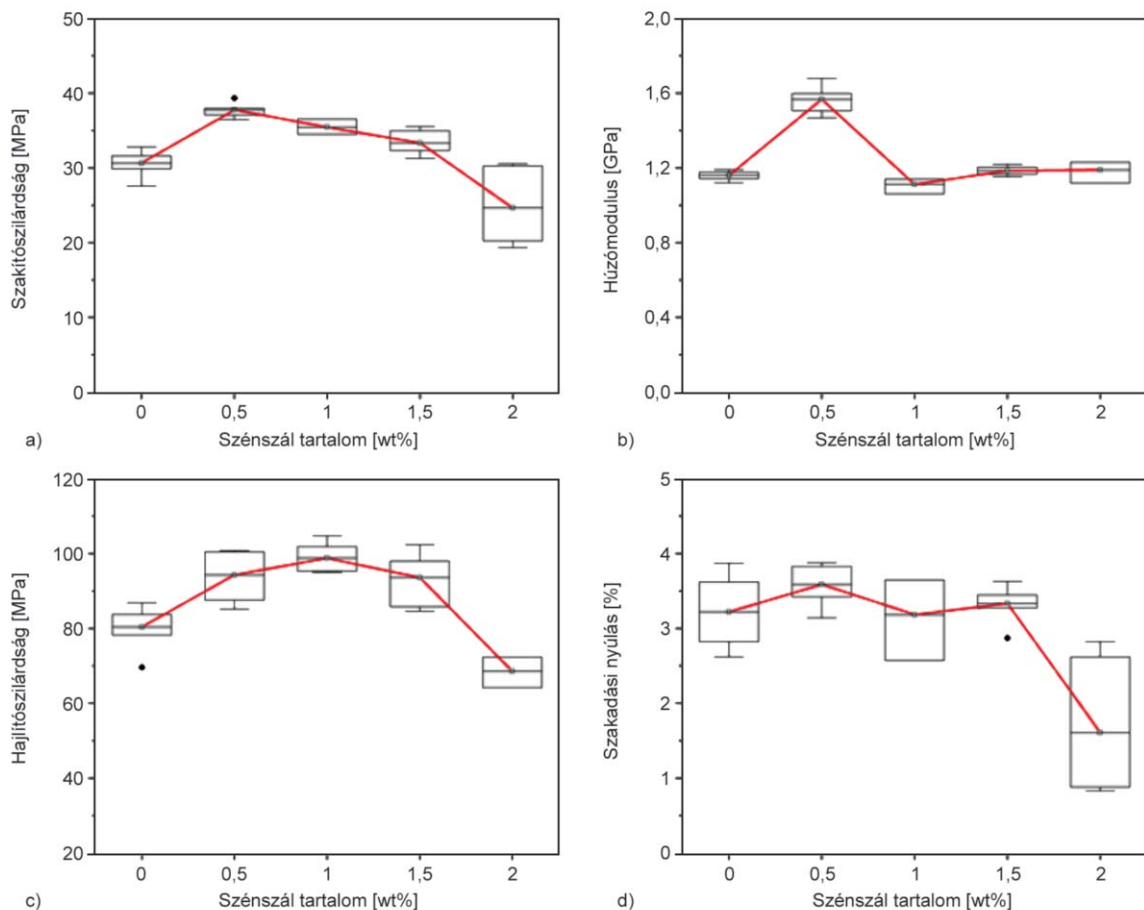 50
40
30
20
10
0
Szakítószilárdság [MPa]
0 0,5 1 1,5 2
a) Szénszál tartalom [wt%]
2,0
1,6
1,2
0,8
0,4
0,0
Húzómodulus [GPa]
0 0,5 1 1,5 2
b) Szénszál tartalom [wt%]
120
100
80
60
40
20
Hajlítószilárdság [MPa]
0 0,5 1 1,5 2
c) Szénszál tartalom [wt%]
5
4
3
2
1
0
Szakadási nyúlás [%]
0 0,5 1 1,5 2
d) Szénszál tartalom [wt%]